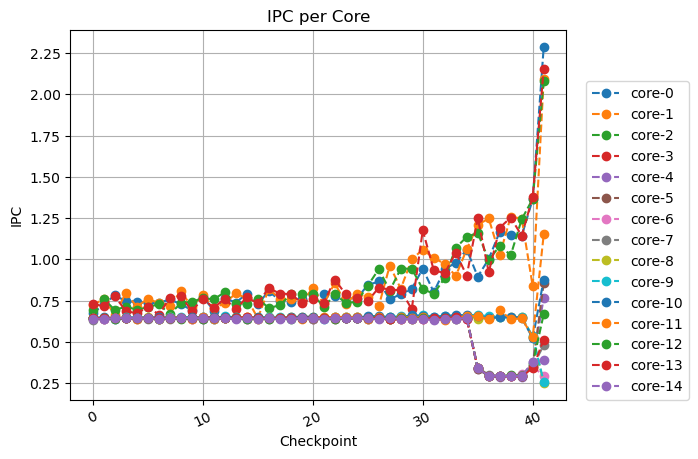 IPC per Core
IPC
2.25
2.00
1.75
1.50
1.25
1.00
0.75
0.50
0.25
0
10
20
30
40
Checkpoint
core-0
core-1
core-2
core-3
core-4
core-5
core-6
core-7
core-8
core-9
core-10
core-11
core-12
core-13
core-14